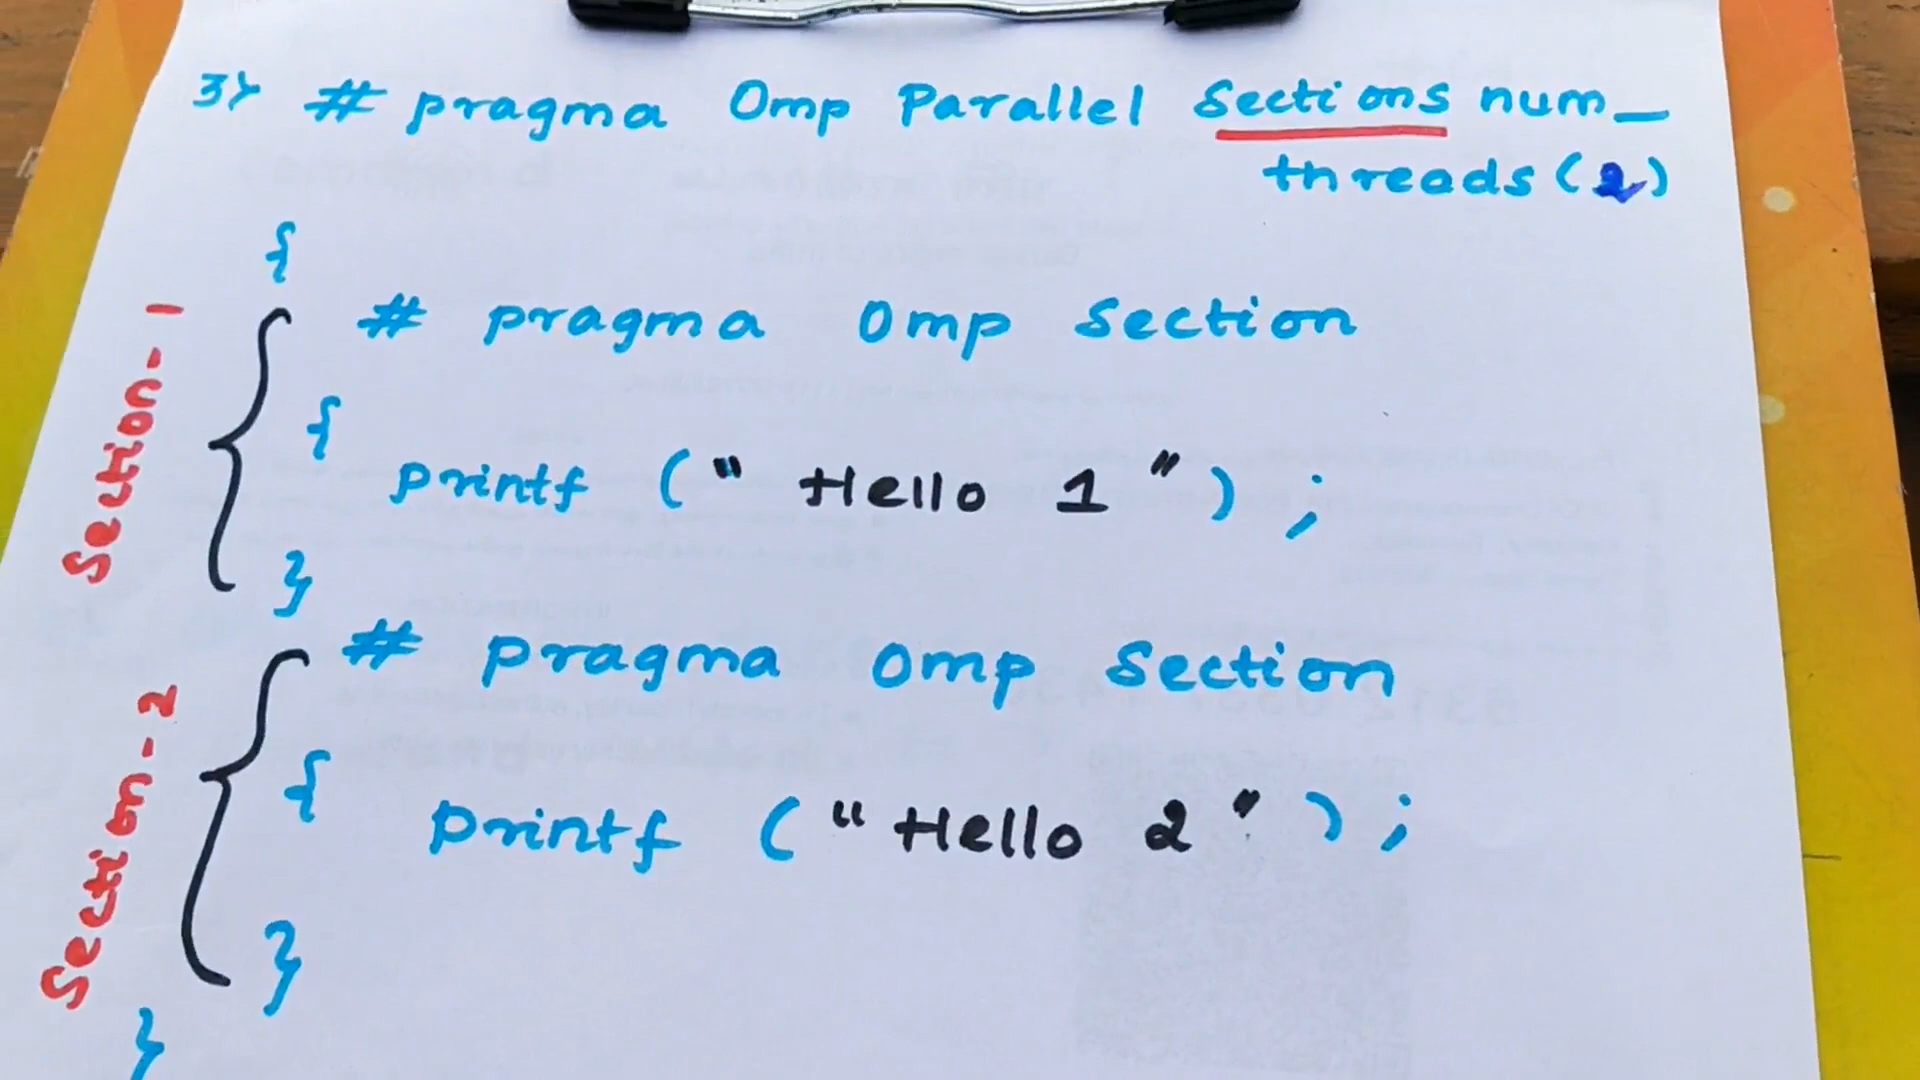 3> # pragma Omp Parallel Sections num_
threads (2)
{
Section-1
# pragma Omp Section
{
printf (" Hello 1 ") ;
}
Section-2
# pragma Omp Section
{
printf (" Hello 2 " ) ;
}
}